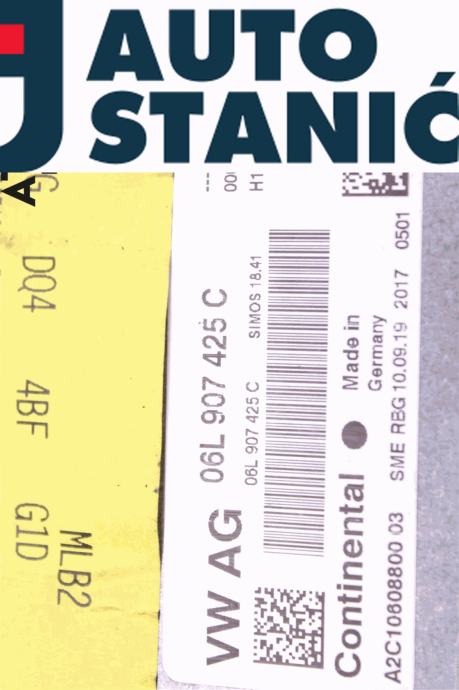 AUTO
STANIĆ
DQ4 4BF G1D
MLB2
H1
VW AG 06L 907 425 C
06L 907 425 C SIMOS 18.41
Continental Made in
Germany
A2C10608800 03 SME RBG 10.09.19 2017 0501